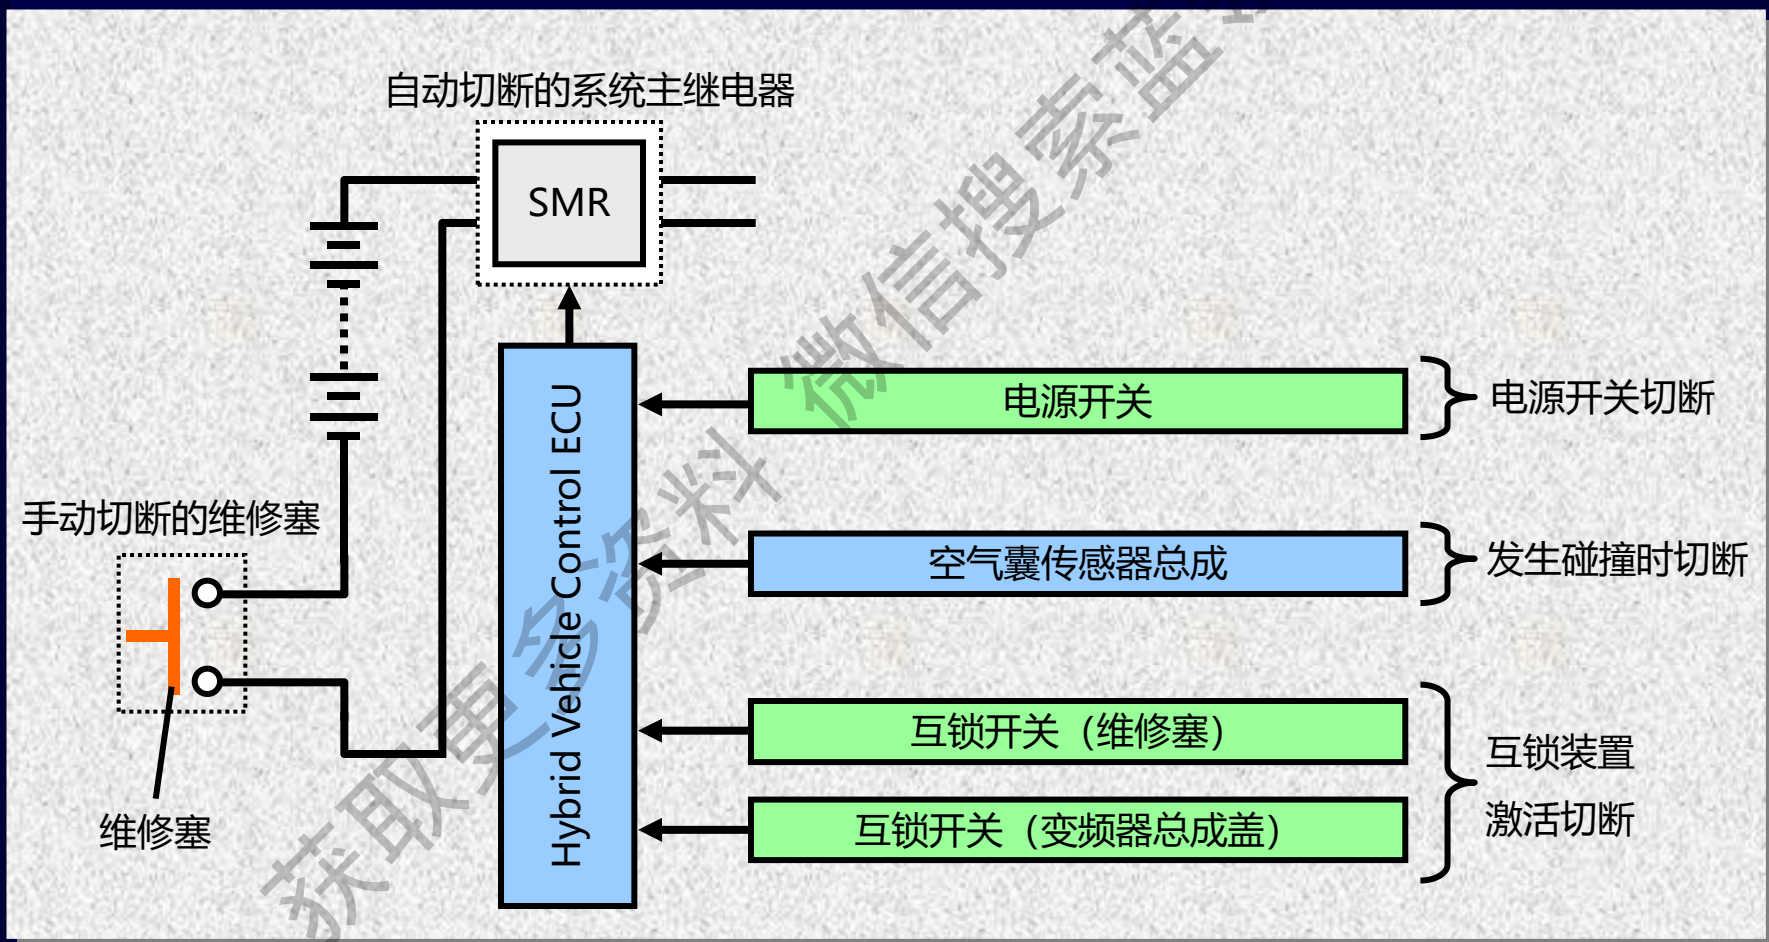 自动切断的系统主继电器
SMR
Hybrid Vehicle Control ECU
电源开关
电源开关切断
手动切断的维修塞
空气囊传感器总成
发生碰撞时切断
互锁开关（维修塞）
互锁装置
激活切断
维修塞
互锁开关（变频器总成盖）
获取更多资料 微信搜索蓝